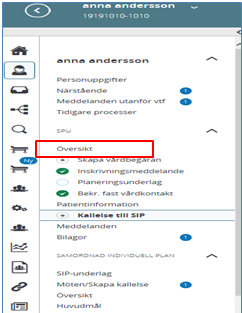 anna andersson
19191010-1010
anna andersson
Personuppgifter
Närstående 1
Meddelanden utanför vtf 2
Tidigare processer
SPU
Översikt
Skapa vårdbegäran
Ny
Inskrivningsmeddelande
Planeringsunderlag
Bekr. fast vårdkontakt
Patientinformation
Kallelse till SIP
Meddelanden
Bilagor 1
SAMORDNAD INDIVIDUELL PLAN
SIP-underlag
Möten/Skapa kallelse 1
Översikt
Huvudmål